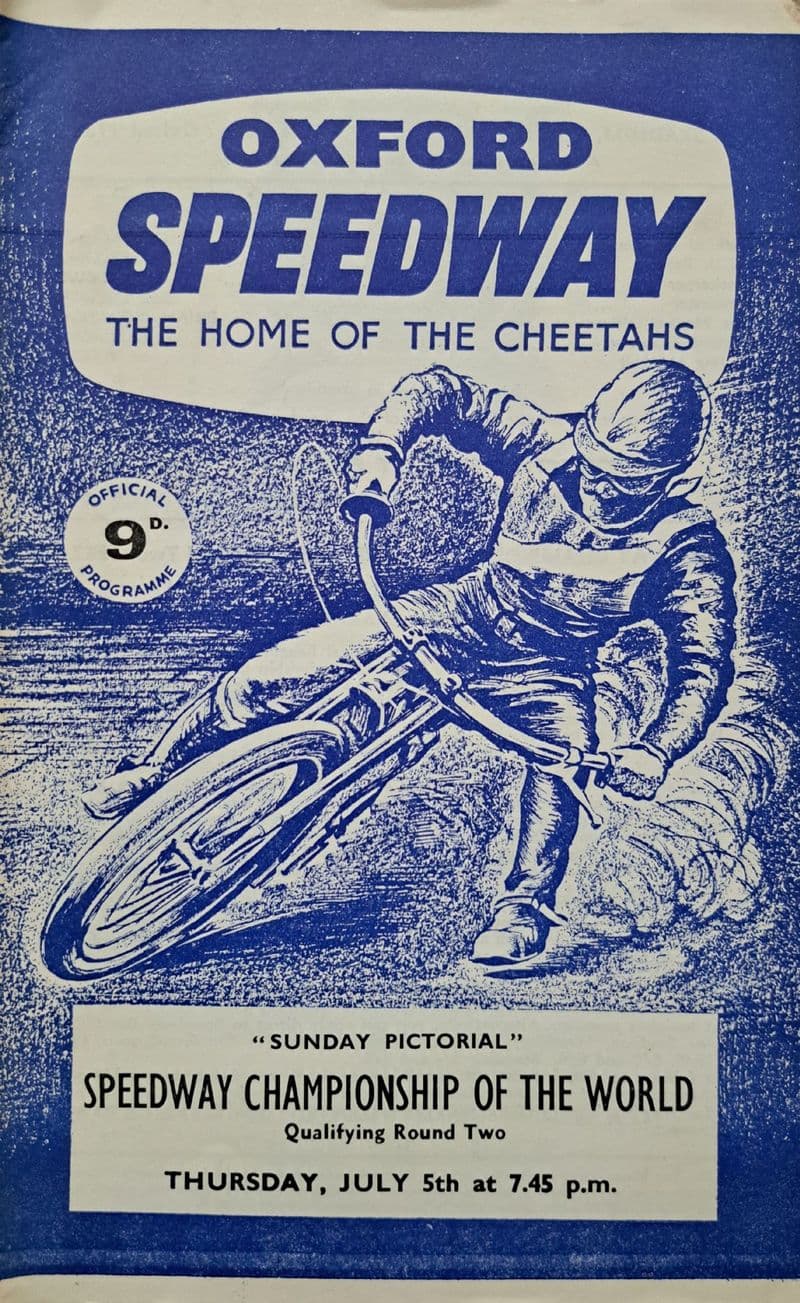 OXFORD
SPEEDWAY
THE HOME OF THE CHEETAHS
OFFICIAL
9D.
PROGRAMME
“SUNDAY PICTORIAL”
SPEEDWAY CHAMPIONSHIP OF THE WORLD
Qualifying Round Two
THURSDAY, JULY 5th at 7.45 p.m.